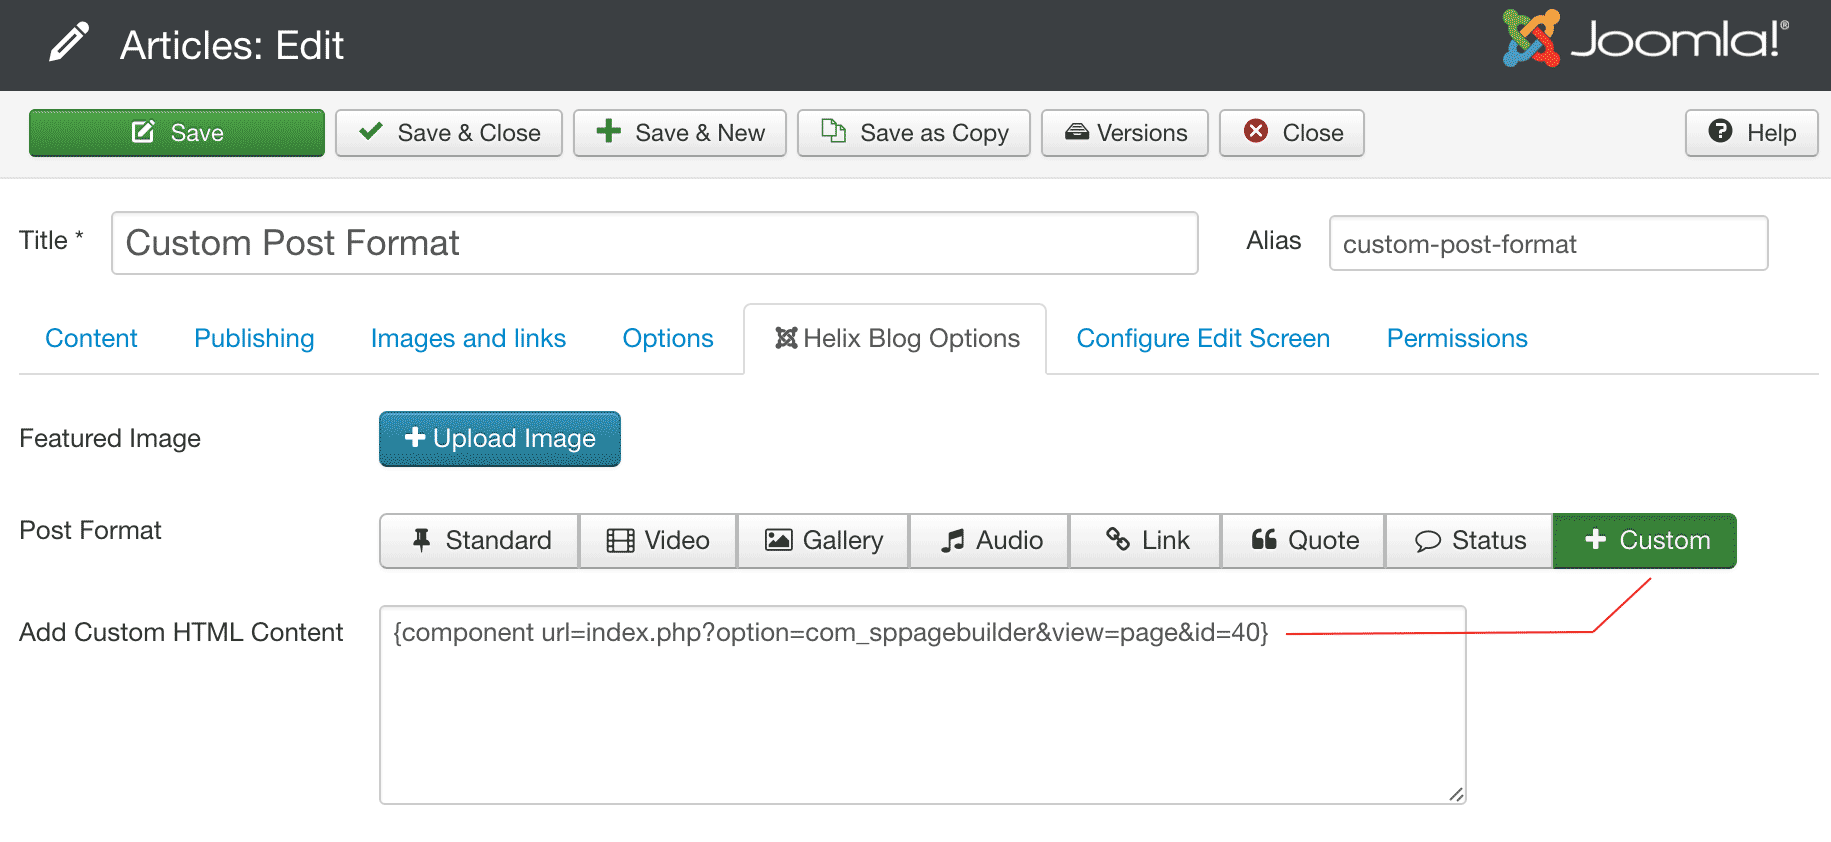 Articles: Edit
Joomla!®
Save
Save & Close
Save & New
Save as Copy
Versions
Close
Help
Title *
Custom Post Format
Alias
custom-post-format
Content
Publishing
Images and links
Options
Helix Blog Options
Configure Edit Screen
Permissions
Featured Image
Upload Image
Post Format
Standard
Video
Gallery
Audio
Link
Quote
Status
Custom
Add Custom HTML Content
{component url=index.php?option=com_sppagebuilder&view=page&id=40}